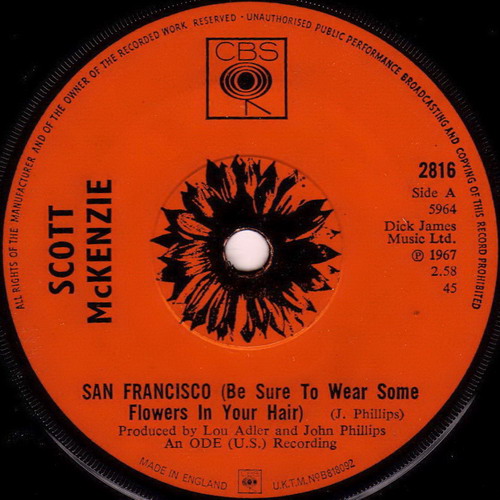 ALL RIGHTS OF THE MANUFACTURER AND OF THE OWNER OF THE RECORDED WORK RESERVED - UNAUTHORISED PUBLIC PERFORMANCE BROADCASTING AND COPYING OF THIS RECORD PROHIBITED
CBS
SCOTT
McKENZIE
2816
Side A
5964
Dick James
Music Ltd.
℗ 1967
2.58
45
SAN FRANCISCO (Be Sure To Wear Some
Flowers In Your Hair) (J. Phillips)
Produced by Lou Adler and John Phillips
An ODE (U.S.) Recording
MADE IN ENGLAND
CBS
U.K.T.M.No BS18092